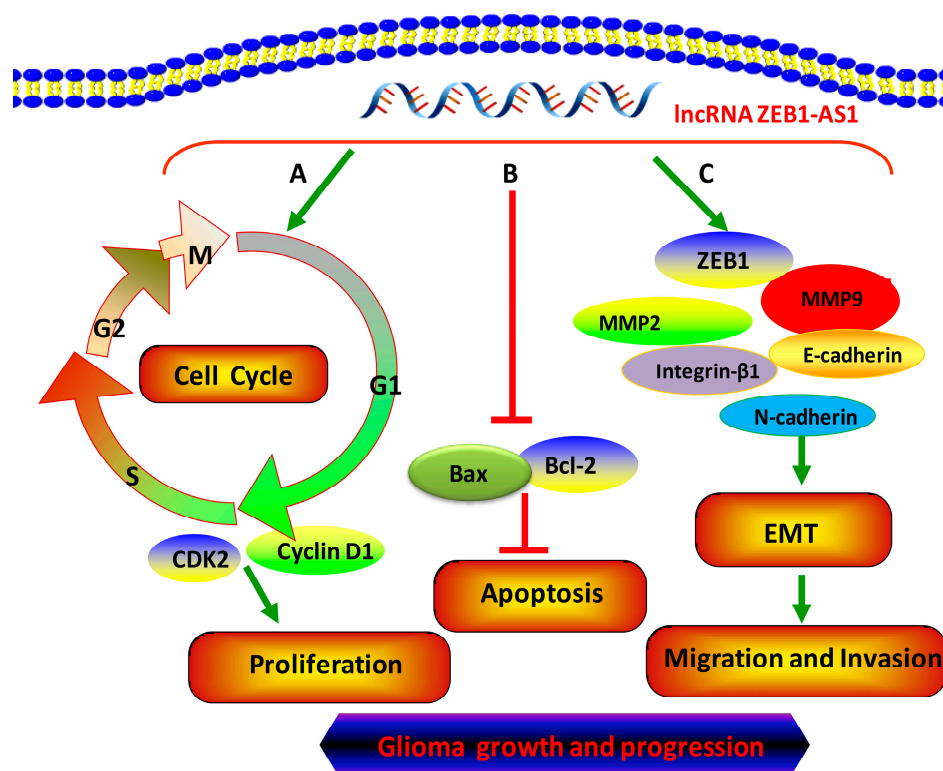 lncRNA ZEB1-AS1
A
B
C
M
G2
G1
S
Cell Cycle
CDK2
Cyclin D1
Proliferation
Bax
Bcl-2
Apoptosis
ZEB1
MMP9
MMP2
E-cadherin
Integrin-β1
N-cadherin
EMT
Migration and Invasion
Glioma growth and progression